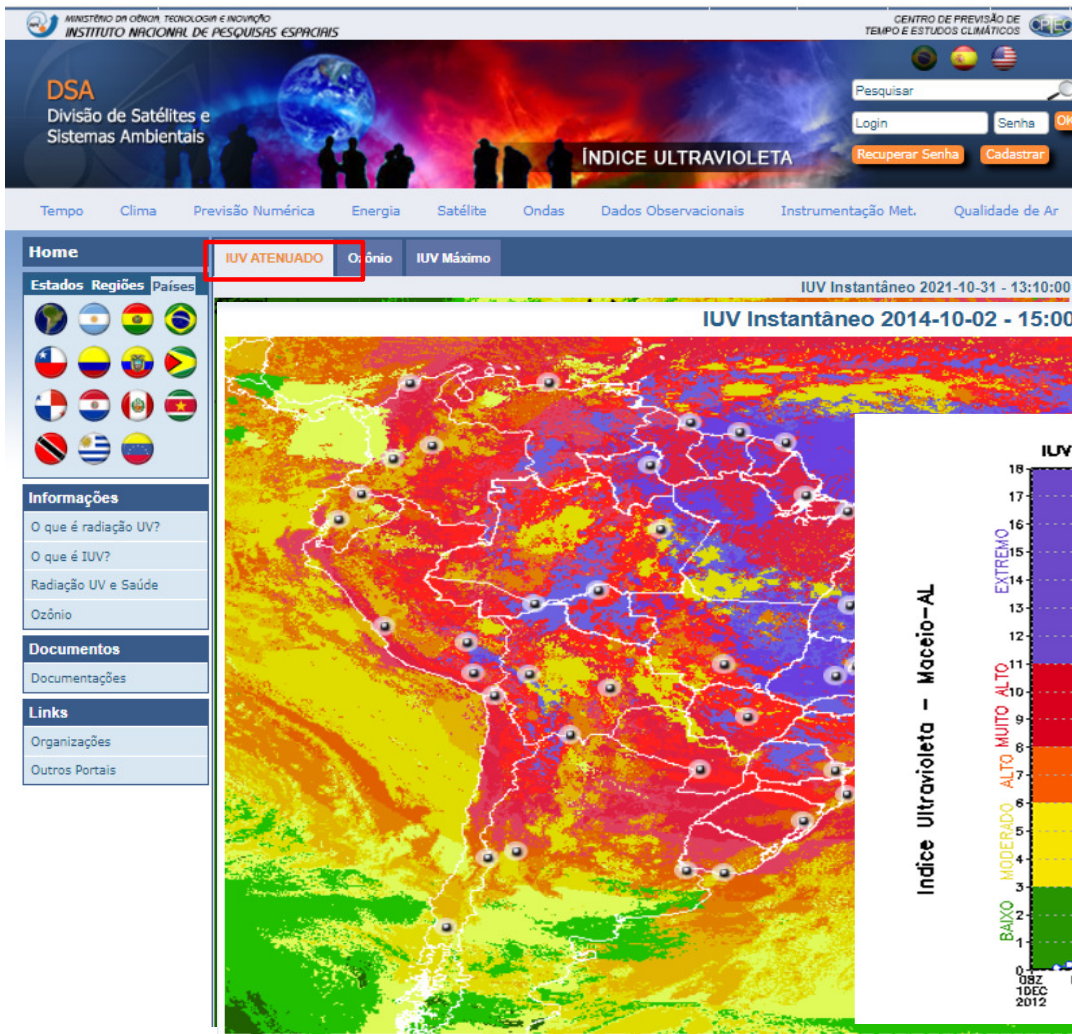 MINISTÉRIO DA CIÊNCIA, TECNOLOGIA E INOVAÇÃO
INSTITUTO NACIONAL DE PESQUISAS ESPACIAIS
CENTRO DE PREVISÃO DE
TEMPO E ESTUDOS CLIMÁTICOS
CPTEC
DSA
Divisão de Satélites e
Sistemas Ambientais
ÍNDICE ULTRAVIOLETA
Pesquisar
Login Senha OK
Recuperar Senha Cadastrar
Tempo Clima Previsão Numérica Energia Satélite Ondas Dados Observacionais Instrumentação Met. Qualidade de Ar
Home
IUV ATENUADO Ozônio IUV Máximo
Estados Regiões Países
IUV Instantâneo 2021-10-31 - 13:10:00
IUV Instantâneo 2014-10-02 - 15:00
Informações
O que é radiação UV?
O que é IUV?
Radiação UV e Saúde
Ozônio
Documentos
Documentações
Links
Organizações
Outros Portais
IUV
Indice Ultravioleta - Maceio-AL
EXTREMO
MUITO ALTO
ALTO
MODERADO
BAIXO
18
17
16
15
14
13
12
11
10
9
8
7
6
5
4
3
2
1
0
08Z
1DEC
2012